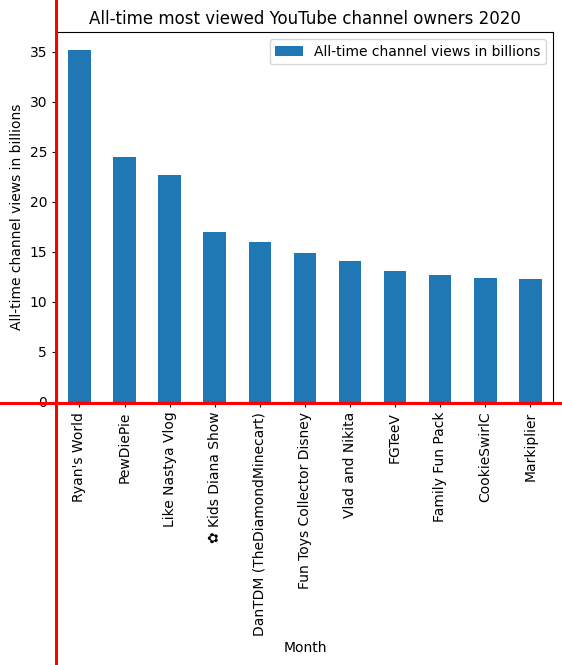 All-time most viewed YouTube channel owners 2020
All-time channel views in billions
All-time channel views in billions
35
30
25
20
15
10
5
0
Ryan's World
PewDiePie
Like Nastya Vlog
✿ Kids Diana Show
DanTDM (TheDiamondMinecart)
Fun Toys Collector Disney
Vlad and Nikita
FGTeeV
Family Fun Pack
CookieSwirlC
Markiplier
Month